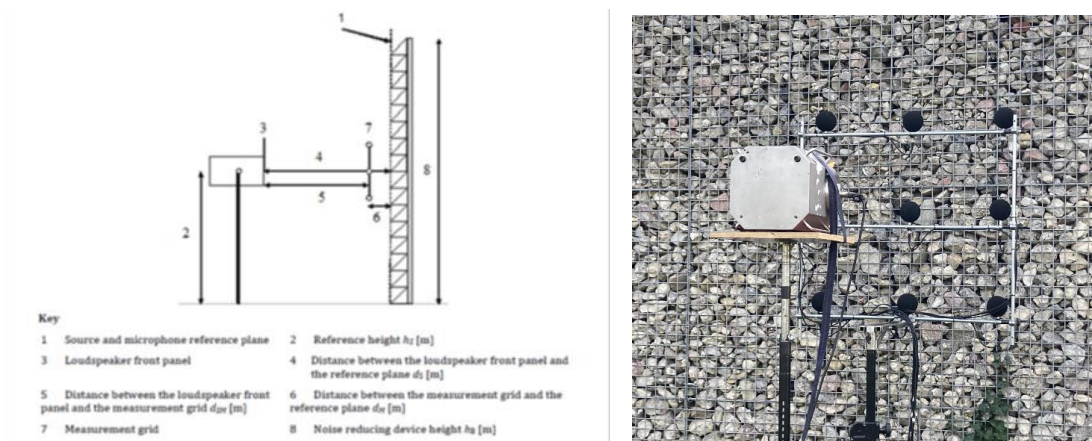 1
3
7
4
8
5
6
2
Key
1 Source and microphone reference plane
2 Reference height h₂ [m]
3 Loudspeaker front panel
4 Distance between the loudspeaker front panel and
the reference plane dₛ [m]
5 Distance between the loudspeaker front
panel and the measurement grid dSM [m]
6 Distance between the measurement grid and the
reference plane dM [m]
7 Measurement grid
8 Noise reducing device height hB [m]